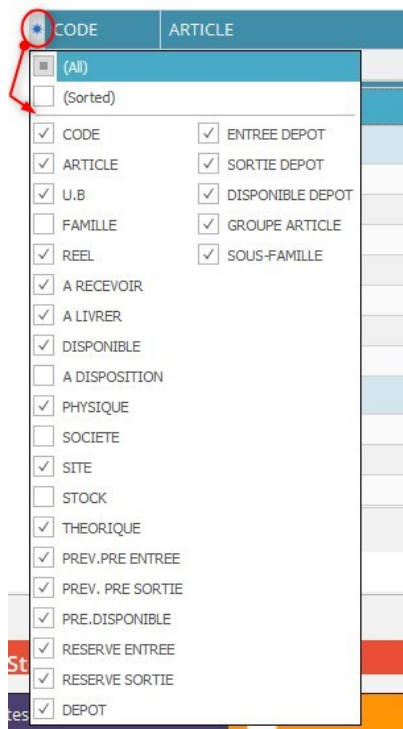 CODE ARTICLE
(All)
(Sorted)
CODE
ARTICLE
U.B
FAMILLE
REEL
A RECEVOIR
A LIVRER
DISPONIBLE
A DISPOSITION
PHYSIQUE
SOCIETE
SITE
STOCK
THEORIQUE
PREV.PRE ENTREE
PREV. PRE SORTIE
PRE.DISPONIBLE
RESERVE ENTREE
RESERVE SORTIE
DEPOT
ENTREE DEPOT
SORTIE DEPOT
DISPONIBLE DEPOT
GROUPE ARTICLE
SOUS-FAMILLE
St
tes